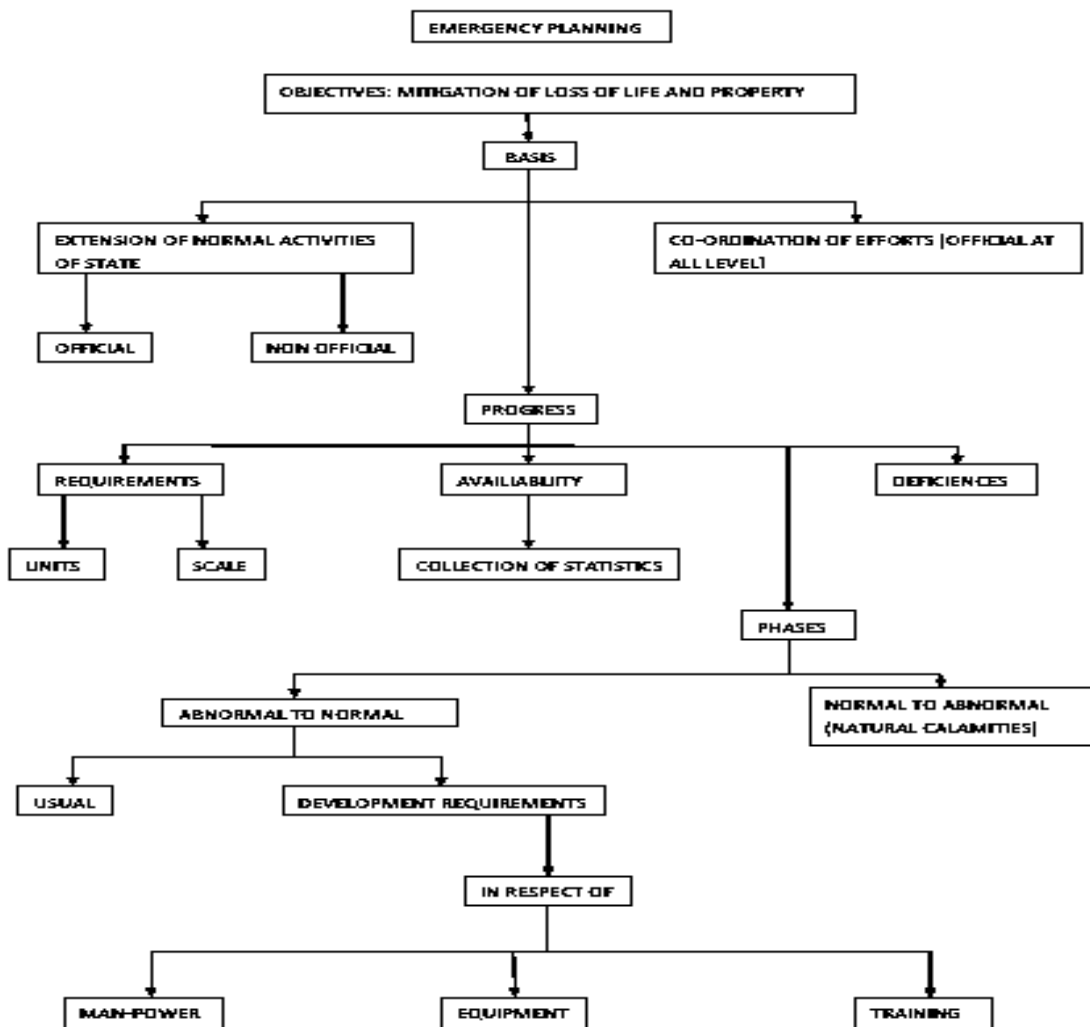 EMERGENCY PLANNING
OBJECTIVES: MITIGATION OF LOSS OF LIFE AND PROPERTY
BASIS
EXTENSION OF NORMAL ACTIVITIES
OF STATE
CO-ORDINATION OF EFFORTS [OFFICIAL AT
ALL LEVEL]
OFFICIAL
NON OFFICIAL
PROGRESS
REQUIREMENTS
AVAILIABILITY
DEFICIENCES
UNITS
SCALE
COLLECTION OF STATISTICS
PHASES
ABNORMAL TO NORMAL
NORMAL TO ABNORMAL
(NATURAL CALAMITIES)
USUAL
DEVELOPMENT REQUIREMENTS
IN RESPECT OF
MAN-POWER
EQUIPMENT
TRAINING